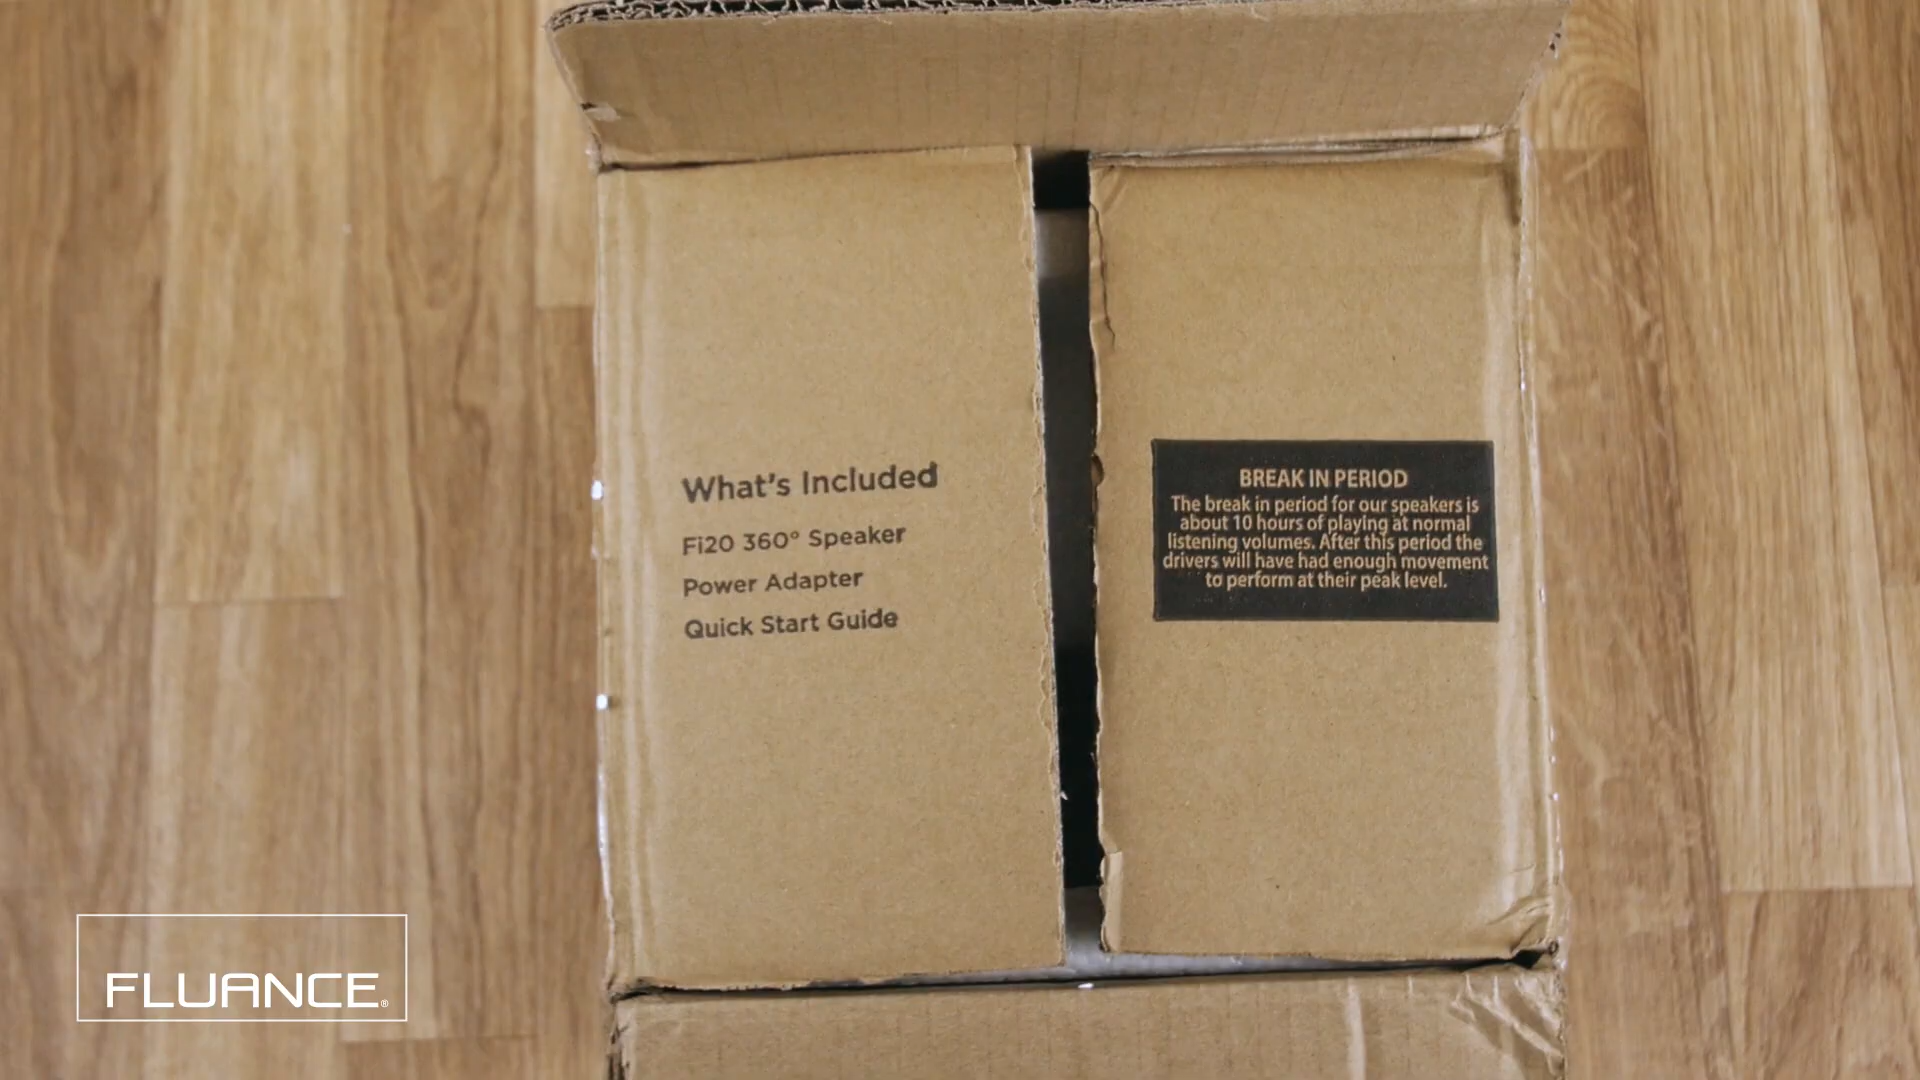 What's Included
Fi20 360° Speaker
Power Adapter
Quick Start Guide
BREAK IN PERIOD
The break in period for our speakers is
about 10 hours of playing at normal
listening volumes. After this period the
drivers will have had enough movement
to perform at their peak level.
FLUANCE®